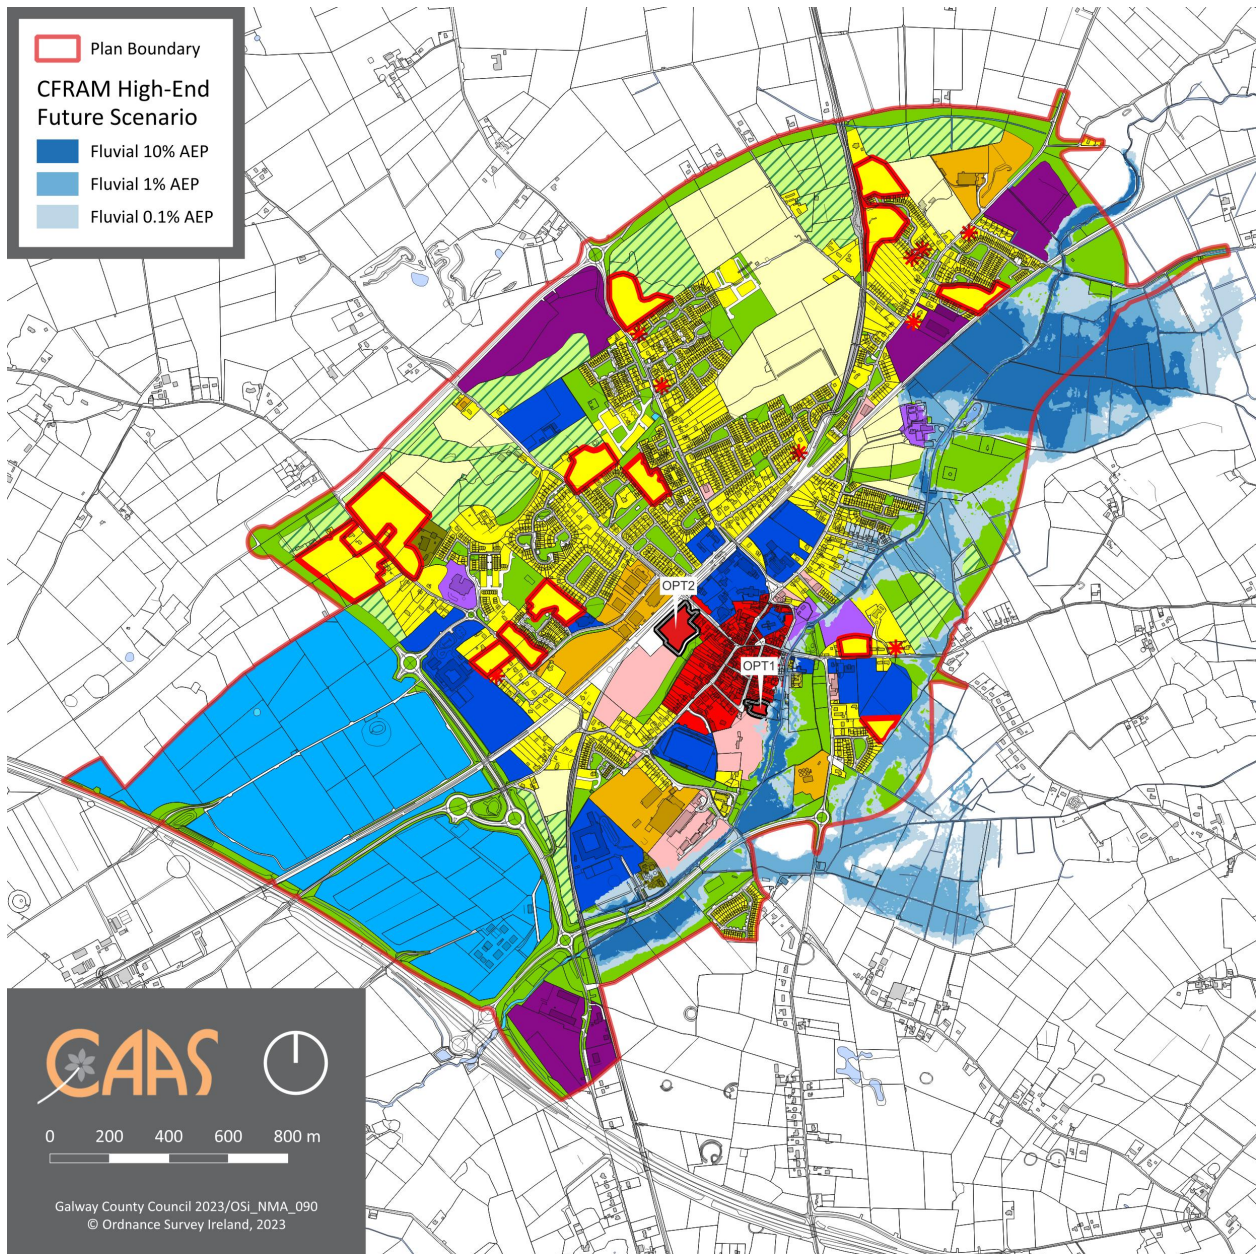 Plan Boundary
CFRAM High-End
Future Scenario
Fluvial 10% AEP
Fluvial 1% AEP
Fluvial 0.1% AEP
OPT2
OPT1
CAAS
0 200 400 600 800 m
Galway County Council 2023/OSi_NMA_090
© Ordnance Survey Ireland, 2023